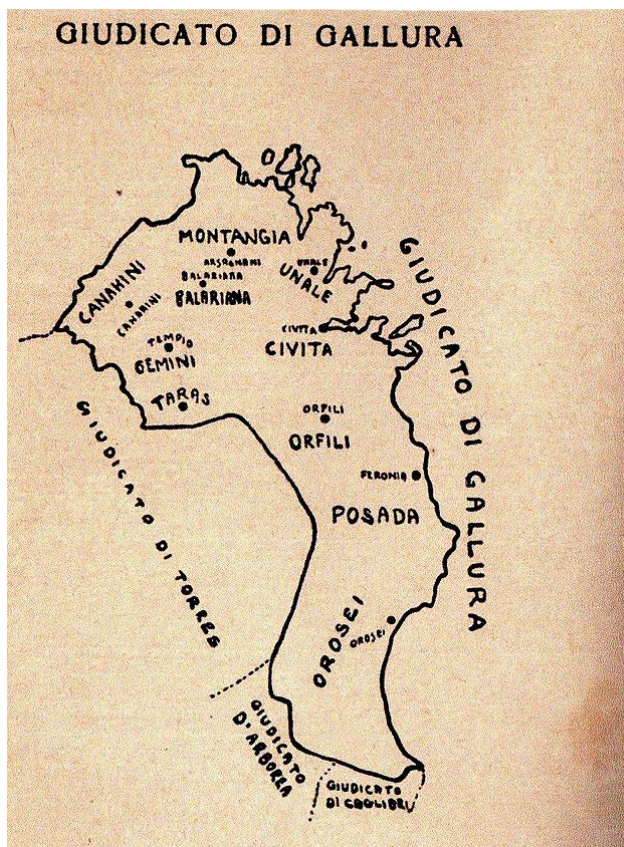 GIUDICATO DI GALLURA
MONTANGIA
ARSAGHENI
BALARIANA
BALARIANA
UNALE
UNALE
CANAHINI
CANAHINI
CIVITA
CIVITA
TEMPIO
GEMINI
TARAS
ORFILI
ORFILI
FERONIA
POSADA
OROSEI
OROSEI
GIUDICATO DI GALLURA
GIUDICATO DI TORRES
GIUDICATO
D'ARBOREA
GIUDICATO
DI CAGLIARI